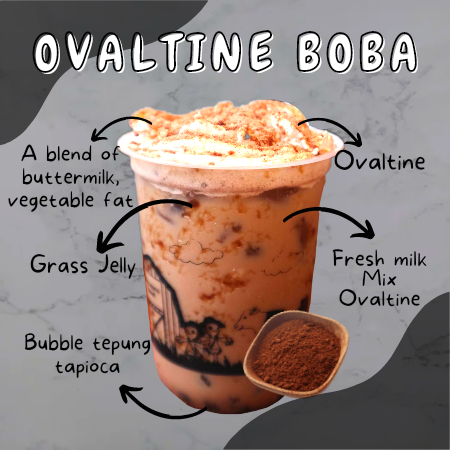 OVALTINE BOBA
A blend of
buttermilk,
vegetable fat
Ovaltine
Grass Jelly
Fresh milk
Mix
Ovaltine
Bubble tepung
tapioca